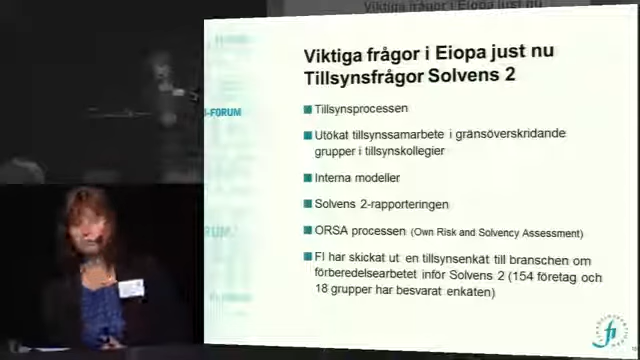 Viktiga frågor i Eiopa just nu
I-FORUM
Viktiga frågor i Eiopa just nu
Tillsynsfrågor Solvens 2
Tillsynsprocessen
Utökat tillsynssamarbete i gränsöverskridande
grupper i tillsynskollegier
Interna modeller
Solvens 2-rapporteringen
ORSA processen (Own Risk and Solvency Assessment)
FI har skickat ut en tillsynsenkät till branschen om
förberedelsearbetet inför Solvens 2 (154 företag och
18 grupper har besvarat enkäten)
fi